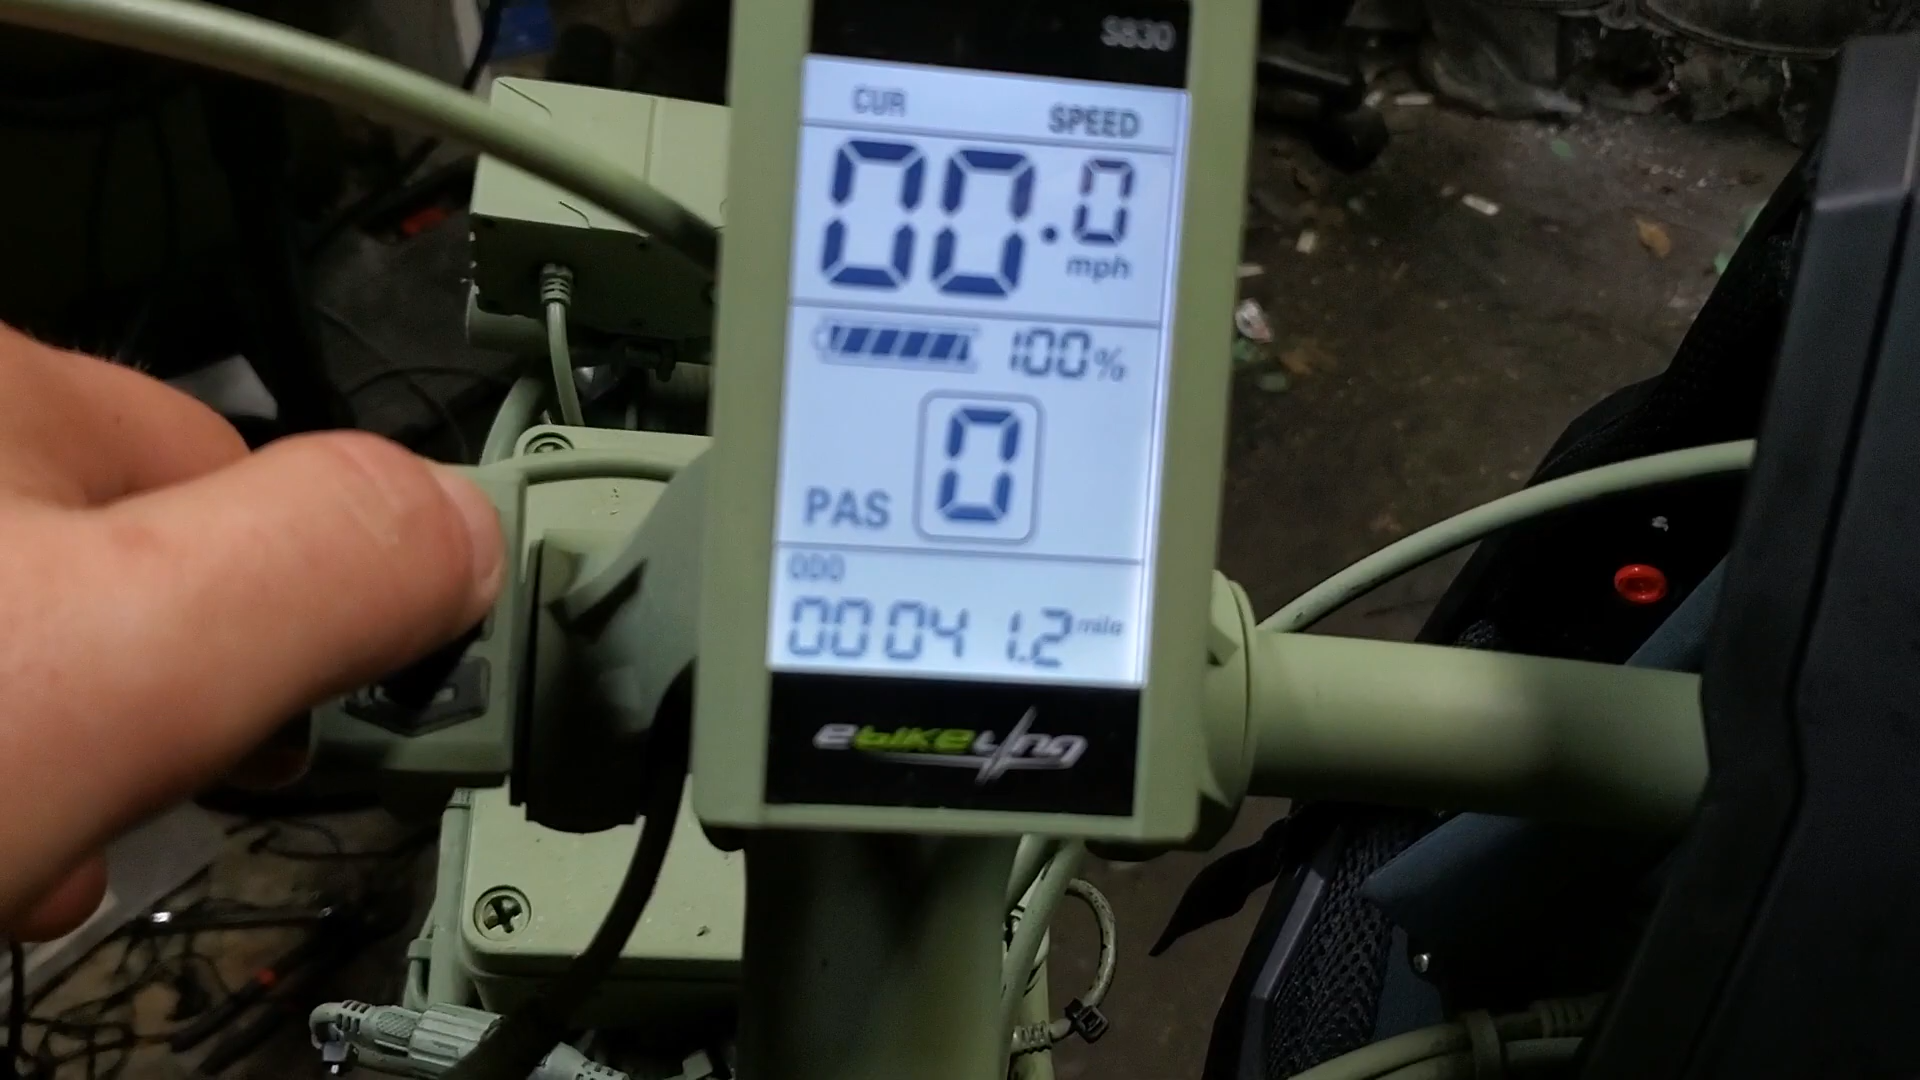 S830
CUR SPEED
00.0
mph
100%
PAS 0
ODO
00041.2 mile
ebikeling